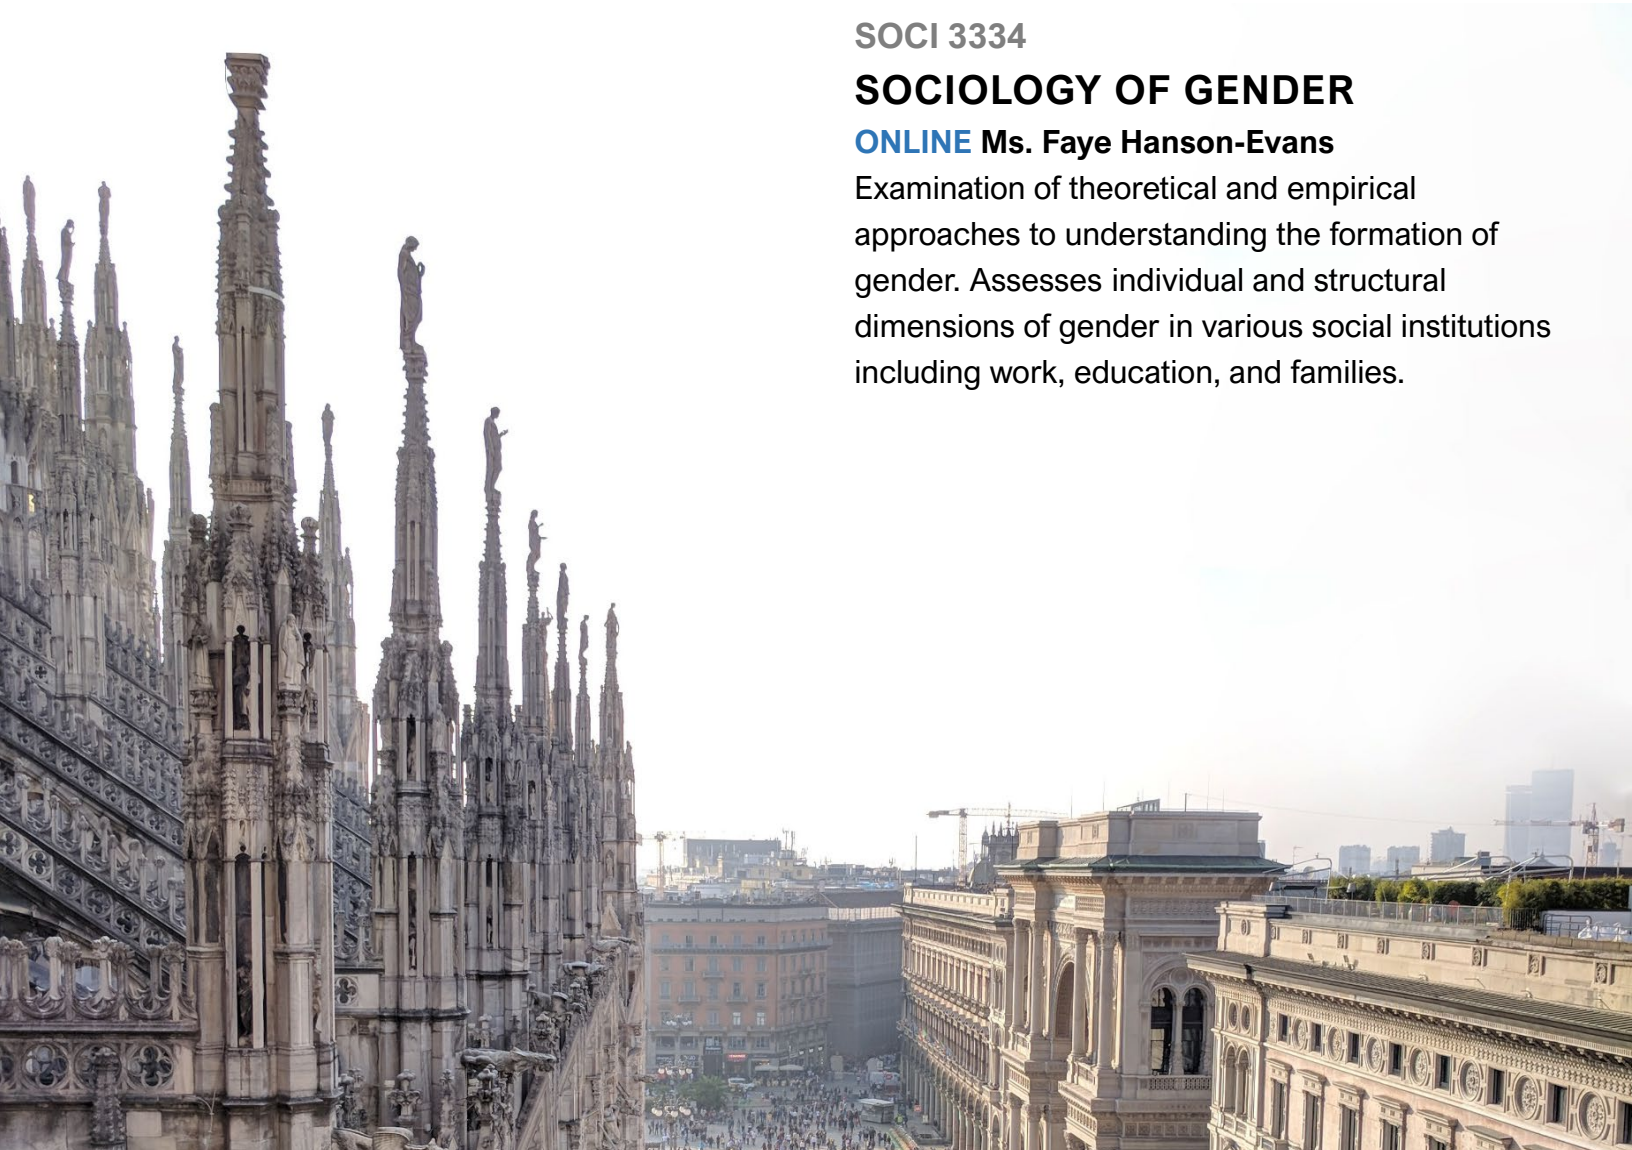 SOCI 3334
SOCIOLOGY OF GENDER
ONLINE Ms. Faye Hanson-Evans
Examination of theoretical and empirical
approaches to understanding the formation of
gender. Assesses individual and structural
dimensions of gender in various social institutions
including work, education, and families.